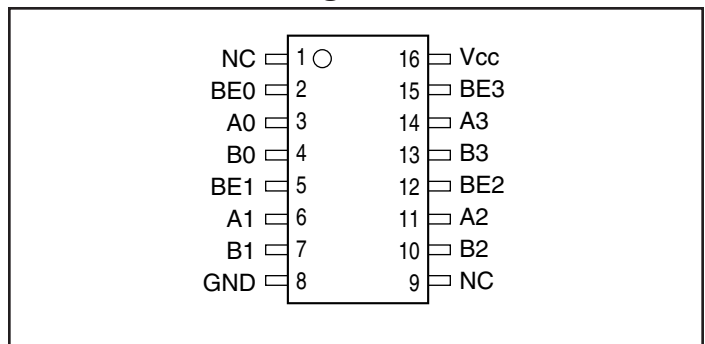 NC 1 16 Vcc
BE0 2 15 BE3
A0 3 14 A3
B0 4 13 B3
BE1 5 12 BE2
A1 6 11 A2
B1 7 10 B2
GND 8 9 NC